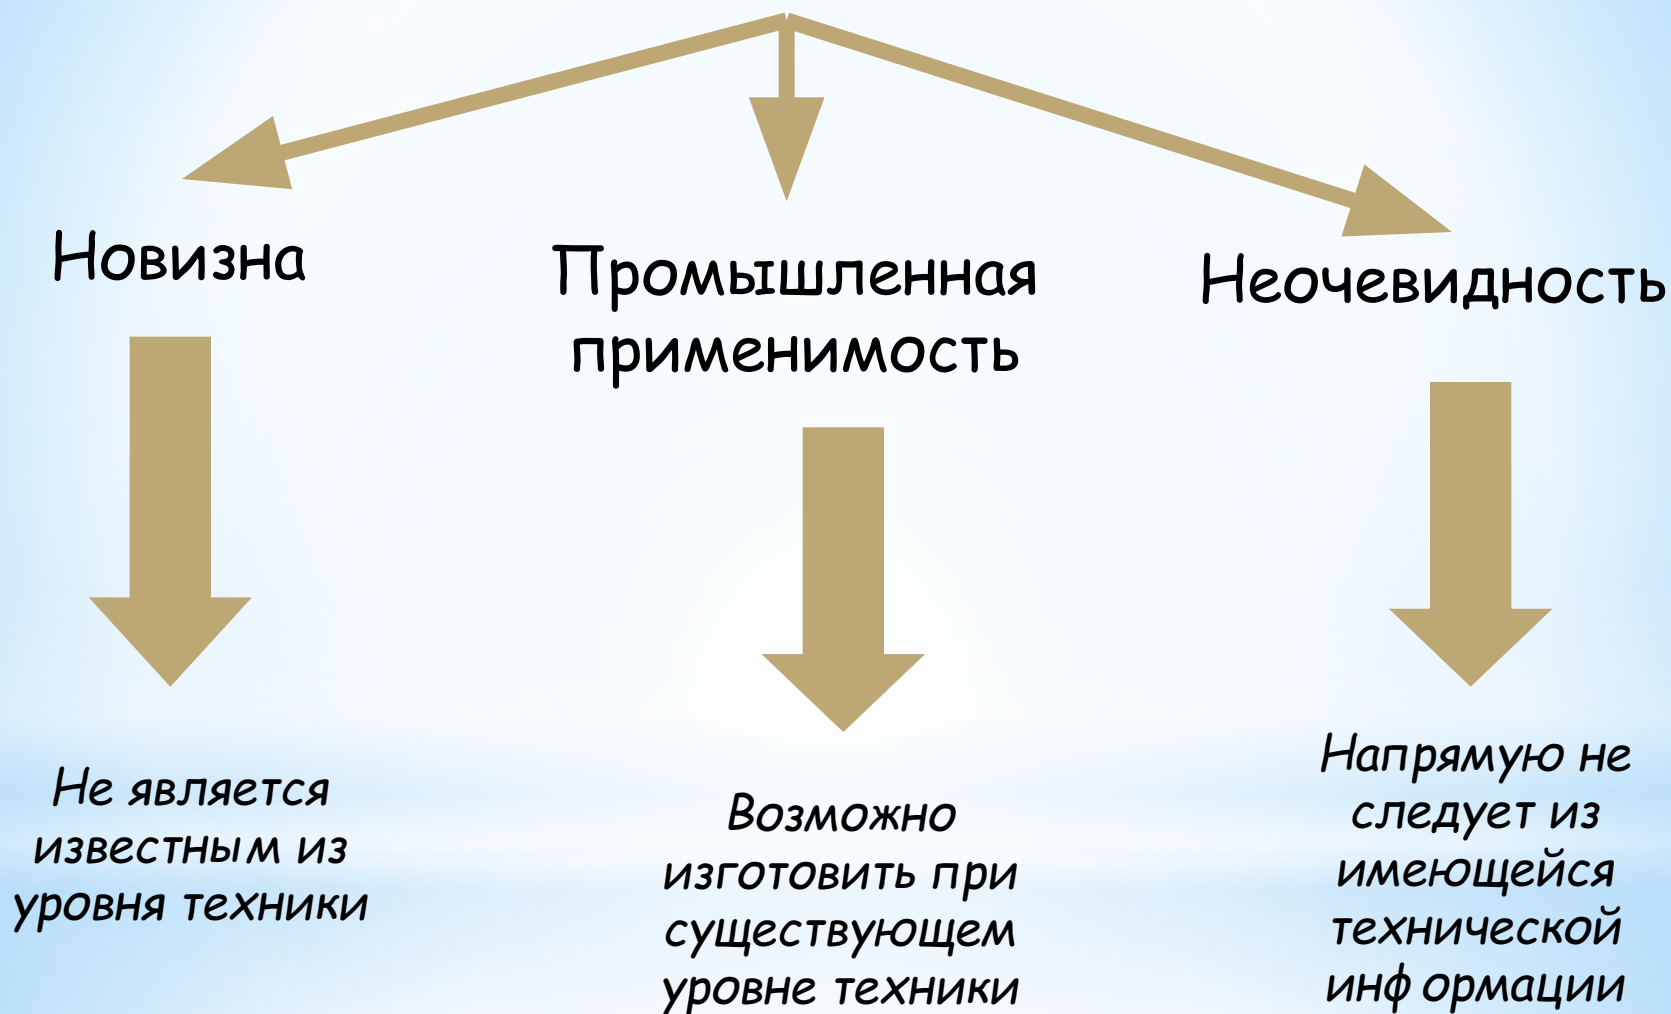 Новизна
Промышленная
применимость
Неочевидность
Не является
известным из
уровня техники
Возможно
изготовить при
существующем
уровне техники
Напрямую не
следует из
имеющейся
технической
информации